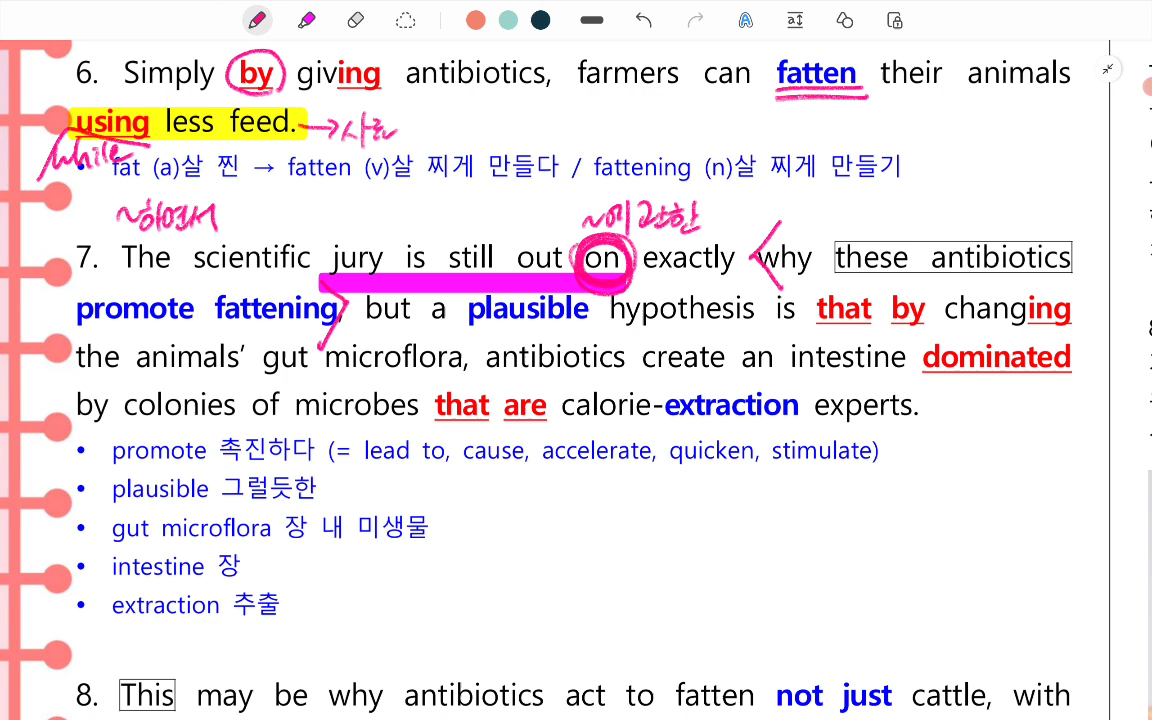 6. Simply by giving antibiotics, farmers can fatten their animals
using less feed. →사료
while
• fat (a)살 찐 → fatten (v)살 찌게 만들다 / fattening (n)살 찌게 만들기
~하면서
~에 관한
7. The scientific jury is still out on exactly why these antibiotics
promote fattening, but a plausible hypothesis is that by changing
the animals’ gut microflora, antibiotics create an intestine dominated
by colonies of microbes that are calorie-extraction experts.
• promote 촉진하다 (= lead to, cause, accelerate, quicken, stimulate)
• plausible 그럴듯한
• gut microflora 장 내 미생물
• intestine 장
• extraction 추출
8. This may be why antibiotics act to fatten not just cattle, with